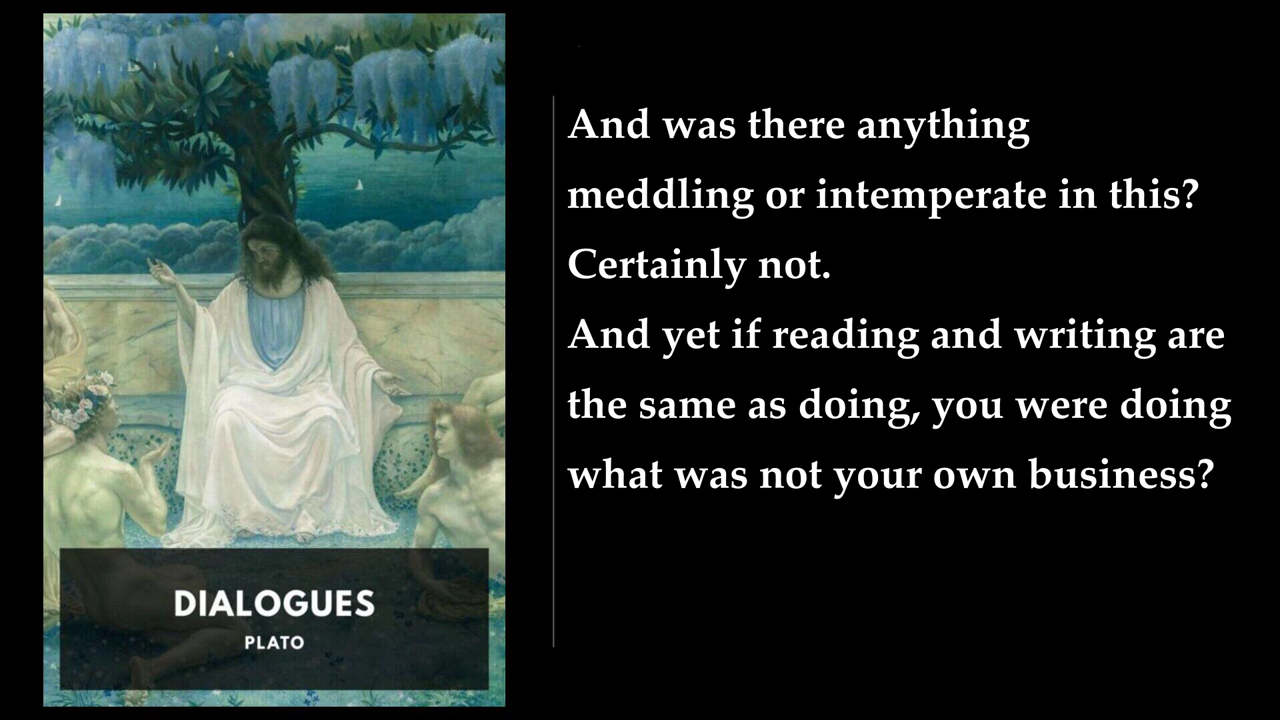 DIALOGUES
PLATO
And was there anything
meddling or intemperate in this?
Certainly not.
And yet if reading and writing are
the same as doing, you were doing
what was not your own business?